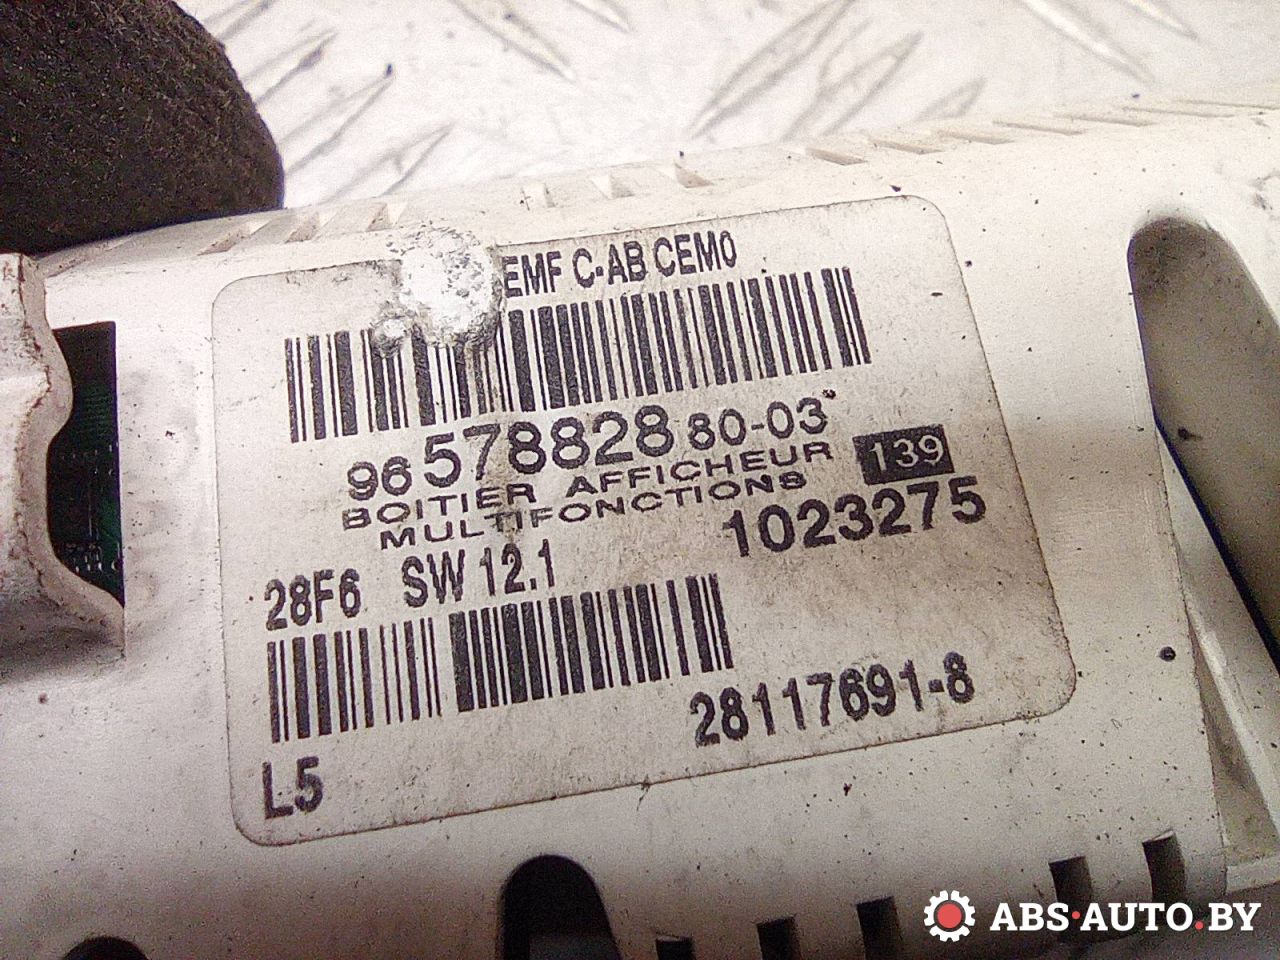 EMF C-AB CEM0
96 578828 80-03
BOITIER AFFICHEUR
MULTIFONCTIONS
139
1023275
28F6 SW 12.1
28117691-8
L5
ABS·AUTO.BY